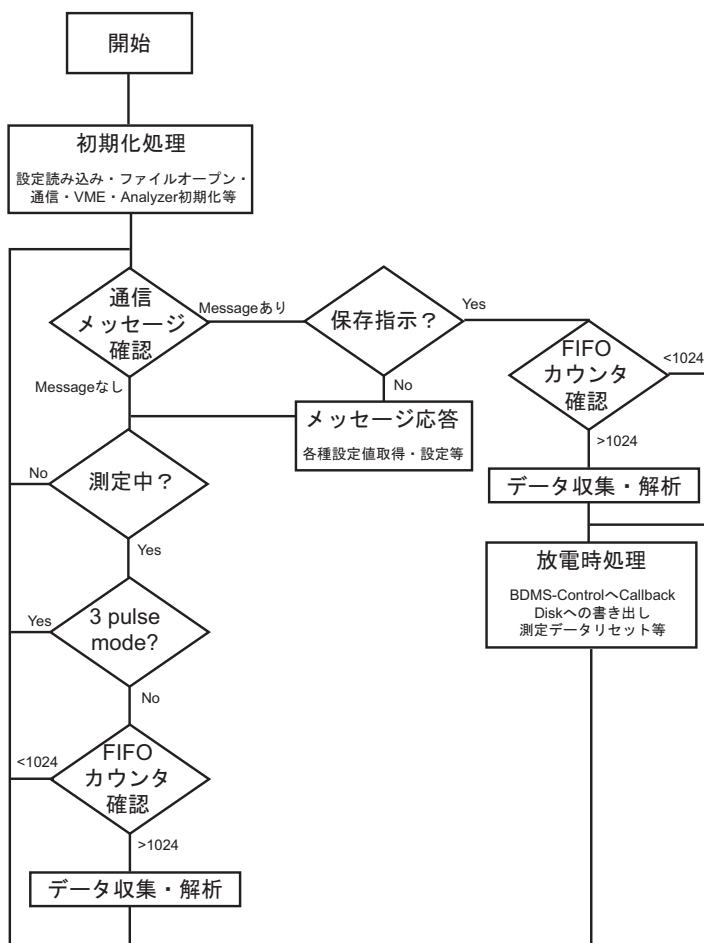 開始
初期化処理
設定読み込み・ファイルオープン・
通信・VME・Analyzer初期化等
通信
メッセージ
確認
Messageあり
保存指示？
Yes
FIFO
カウンタ
確認
<1024
Messageなし
No
メッセージ応答
各種設定値取得・設定等
>1024
測定中？
No
データ収集・解析
Yes
放電時処理
BDMS-ControlへCallback
Diskへの書き出し
測定データリセット等
3 pulse
mode?
Yes
No
FIFO
カウンタ
確認
<1024
>1024
データ収集・解析